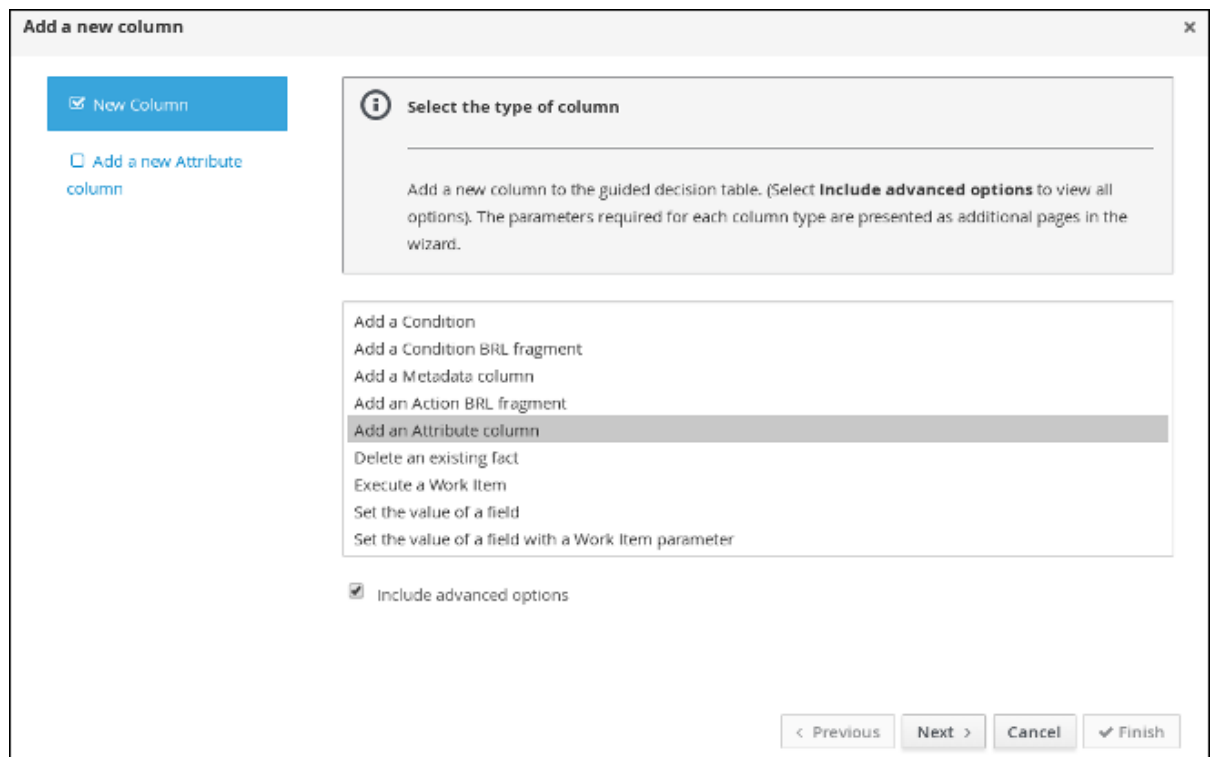 Add a new column
New Column
Add a new Attribute
column
Select the type of column
Add a new column to the guided decision table. (Select Include advanced options to view all
options). The parameters required for each column type are presented as additional pages in the
wizard.
Add a Condition
Add a Condition BRL fragment
Add a Metadata column
Add an Action BRL fragment
Add an Attribute column
Delete an existing fact
Execute a Work Item
Set the value of a field
Set the value of a field with a Work Item parameter
Include advanced options
< Previous Next > Cancel Finish